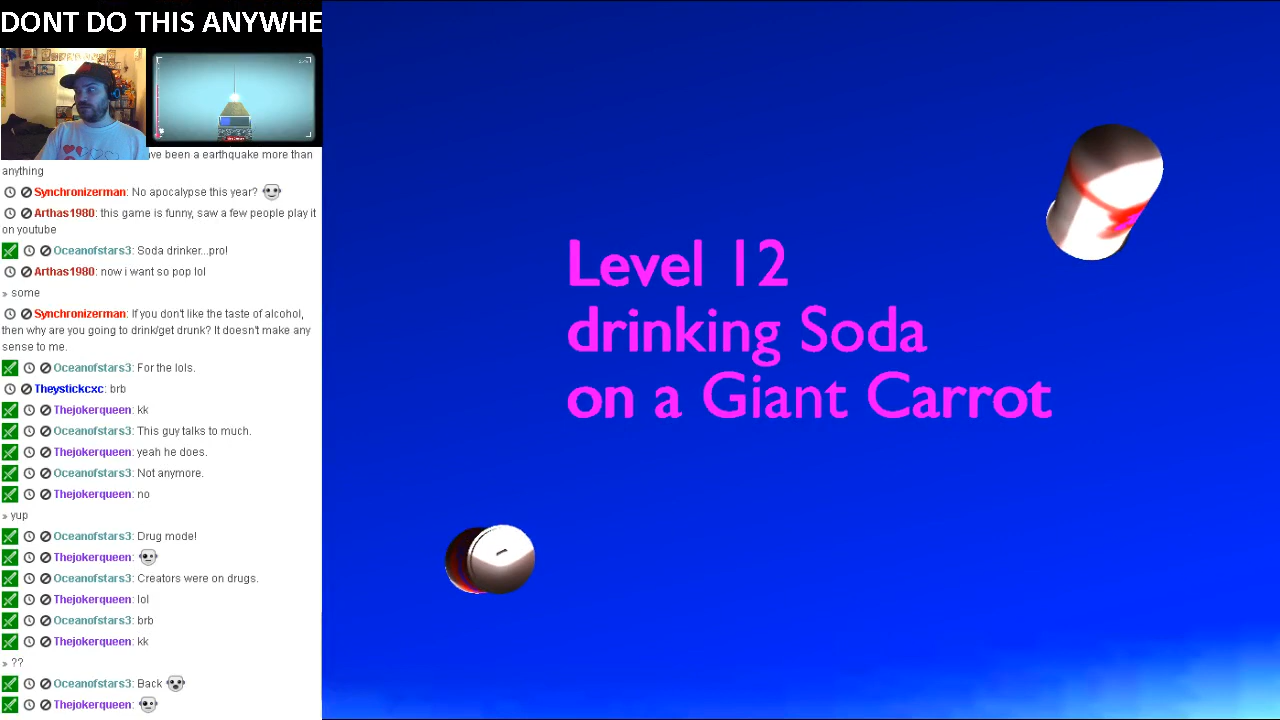 DONT DO THIS ANYWHE
ve been a earthquake more than
anything
Synchronizerman: No apocalypse this year?
Arthas1980: this game is funny, saw a few people play it
on youtube
Oceanofstars3: Soda drinker...pro!
Arthas1980: now i want so pop lol
» some
Synchronizerman: If you don't like the taste of alcohol,
then why are you going to drink/get drunk? It doesn't make any
sense to me.
Oceanofstars3: For the lols.
Theystickcxc: brb
Thejokerqueen: kk
Oceanofstars3: This guy talks to much.
Thejokerqueen: yeah he does.
Oceanofstars3: Not anymore.
Thejokerqueen: no
» yup
Oceanofstars3: Drug mode!
Thejokerqueen:
Oceanofstars3: Creators were on drugs.
Thejokerqueen: lol
Oceanofstars3: brb
Thejokerqueen: kk
» ??
Oceanofstars3: Back
Thejokerqueen:
Level 12
drinking Soda
on a Giant Carrot